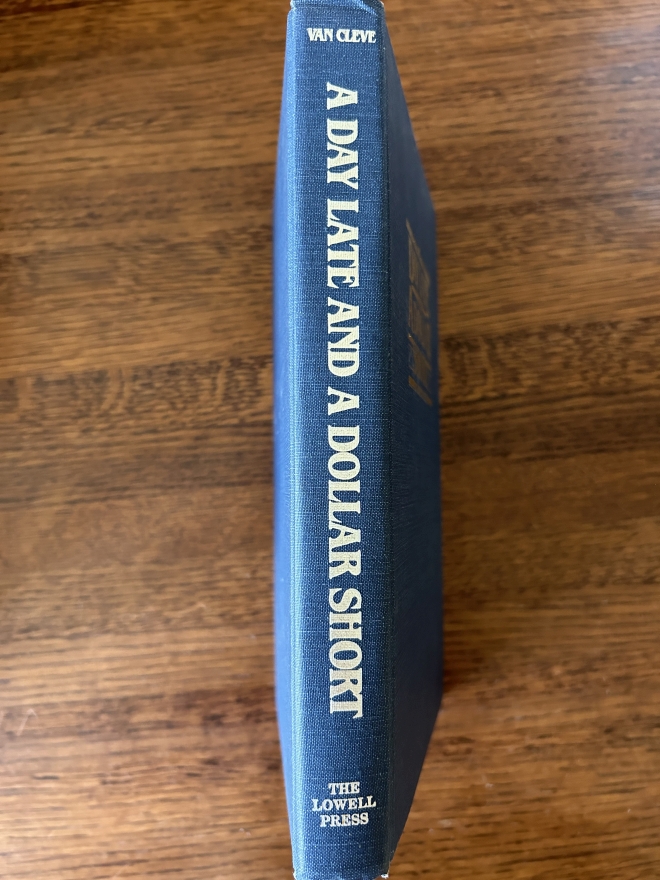 VAN CLEVE
A DAY LATE AND A DOLLAR SHORT
THE
LOWELL
PRESS